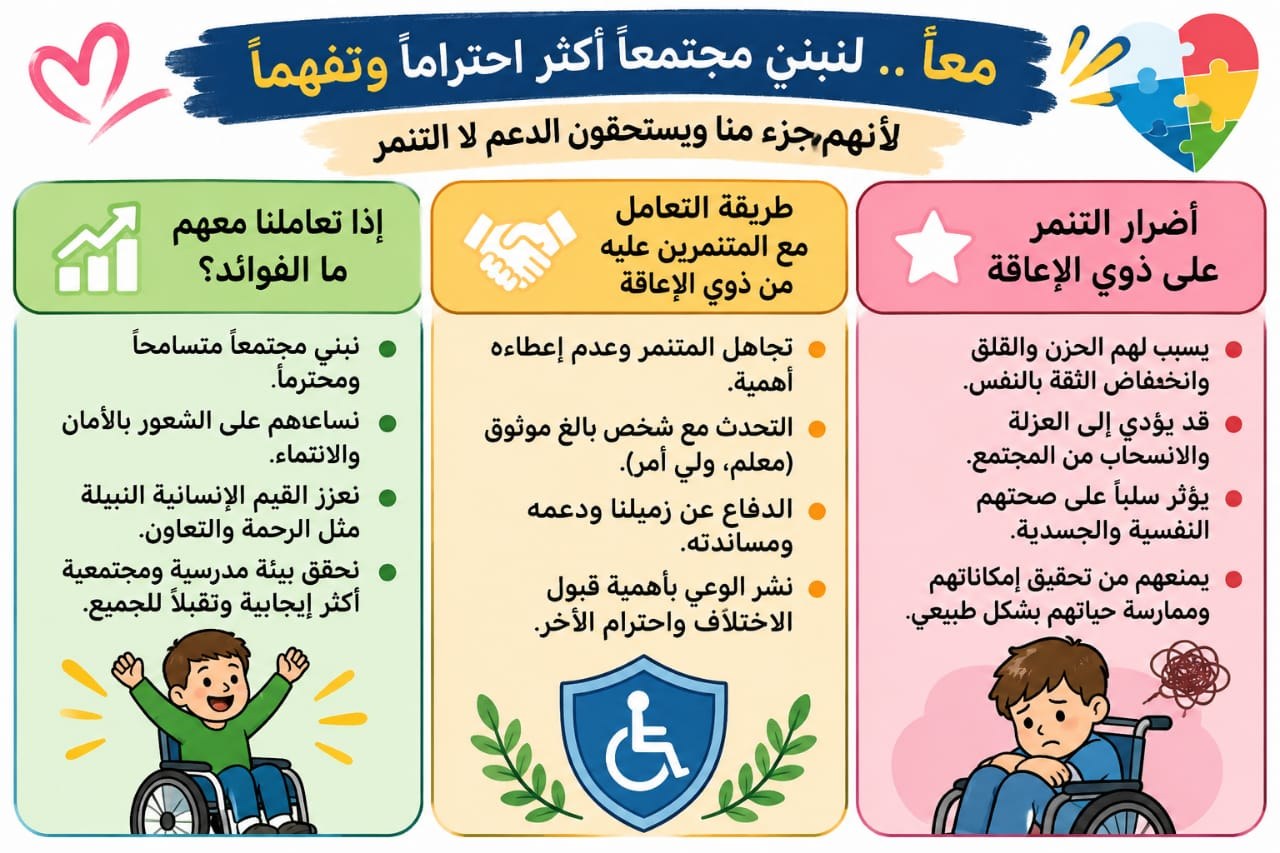 معاً .. لنبني مجتمعاً أكثر احتراماً وتفهماً
لأنهم جزء منا ويستحقون الدعم لا التنمر
أضرار التنمر
على ذوي الإعاقة
يسبب لهم الحزن والقلق
وانخفاض الثقة بالنفس.
قد يؤدي إلى العزلة
والانسحاب من المجتمع.
يؤثر سلباً على صحتهم
النفسية والجسدية.
يمنعهم من تحقيق إمكاناتهم
وممارسة حياتهم بشكل طبيعي.
طريقة التعامل
مع المتنمرين عليه
من ذوي الإعاقة
تجاهل المتنمر وعدم إعطاءه
أهمية.
التحدث مع شخص بالغ موثوق
(معلم، ولي أمر).
الدفاع عن زميلنا ودعمه
ومساندته.
نشر الوعي بأهمية قبول
الاختلاف واحترام الأخر.
إذا تعاملنا معهم
ما الفوائد؟
نبني مجتمعاً متسامحاً
ومحترماً.
نساعدهم على الشعور بالأمان
والانتماء.
نعزز القيم الإنسانية النبيلة
مثل الرحمة والتعاون.
نحقق بيئة مدرسية ومجتمعية
أكثر إيجابية وتقبلاً للجميع.